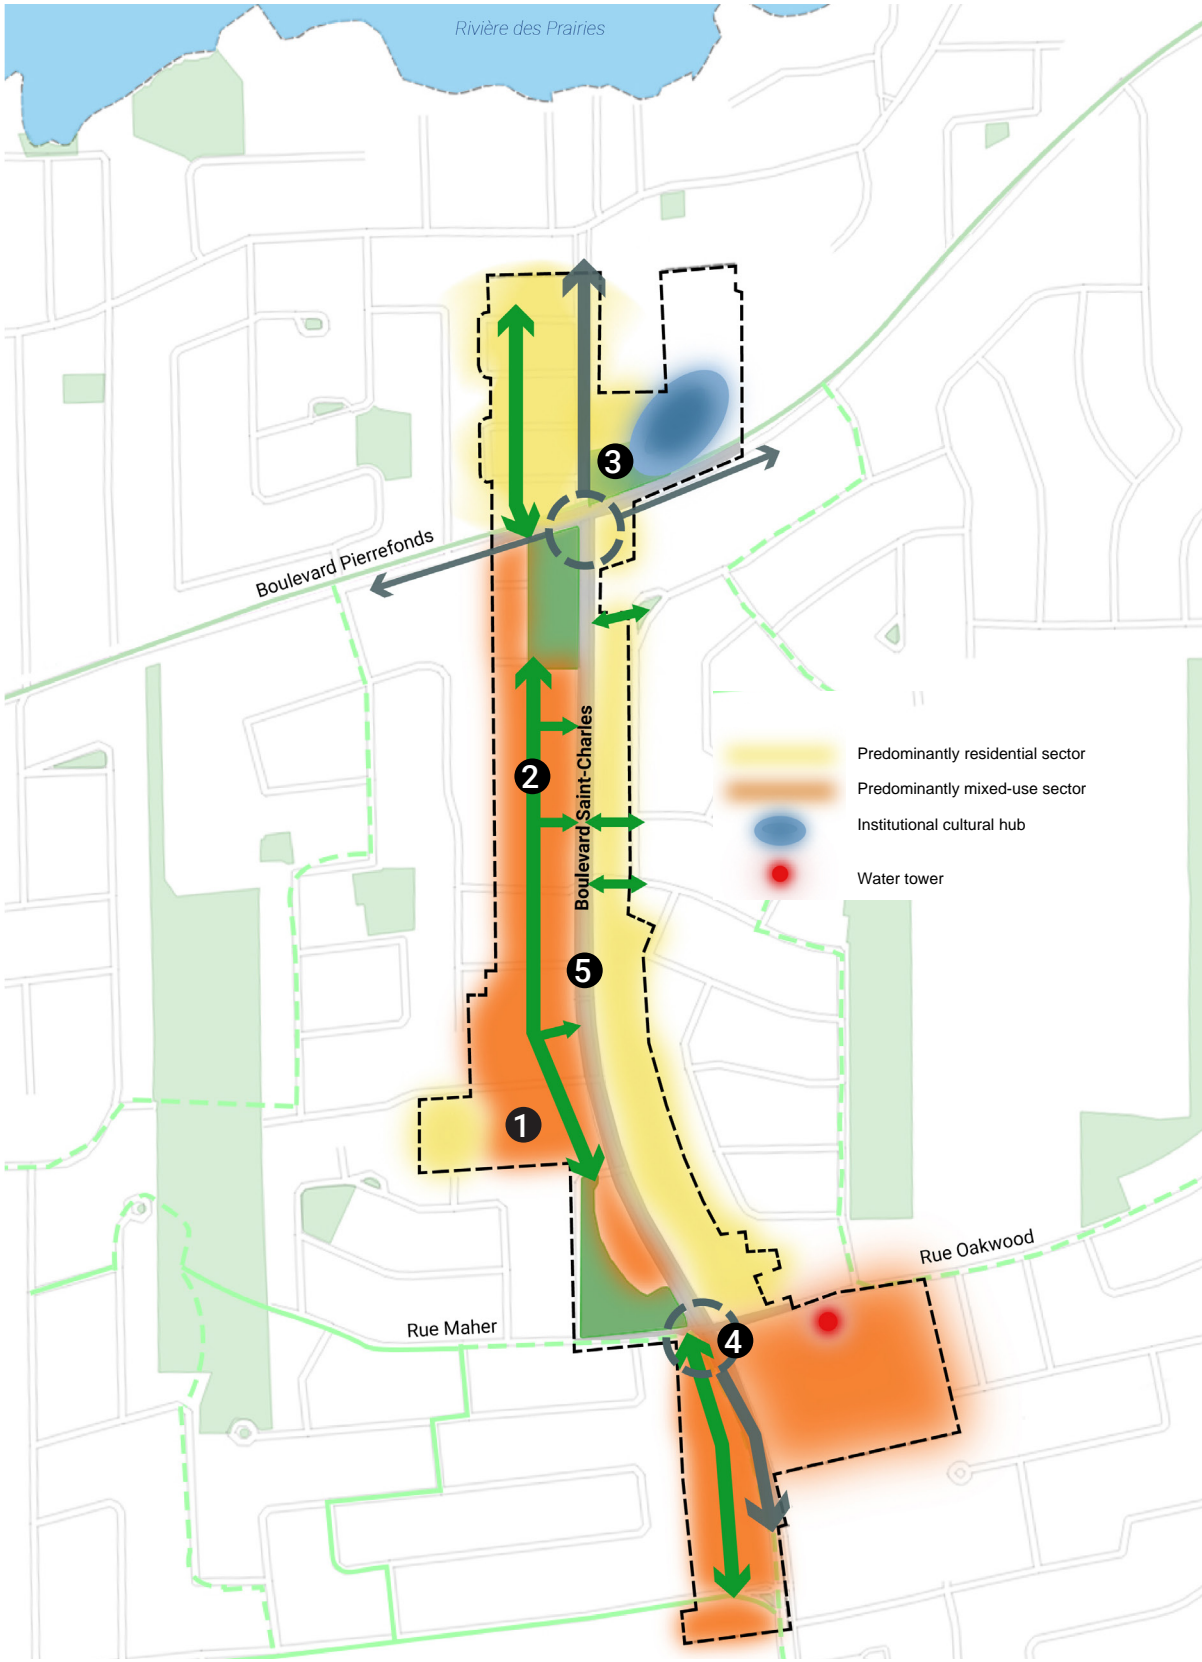 Rivière des Prairies
3
Boulevard Pierrefonds
Boulevard Saint-Charles
2
Predominantly residential sector
Predominantly mixed-use sector
Institutional cultural hub
Water tower
5
1
Rue Oakwood
Rue Maher
4